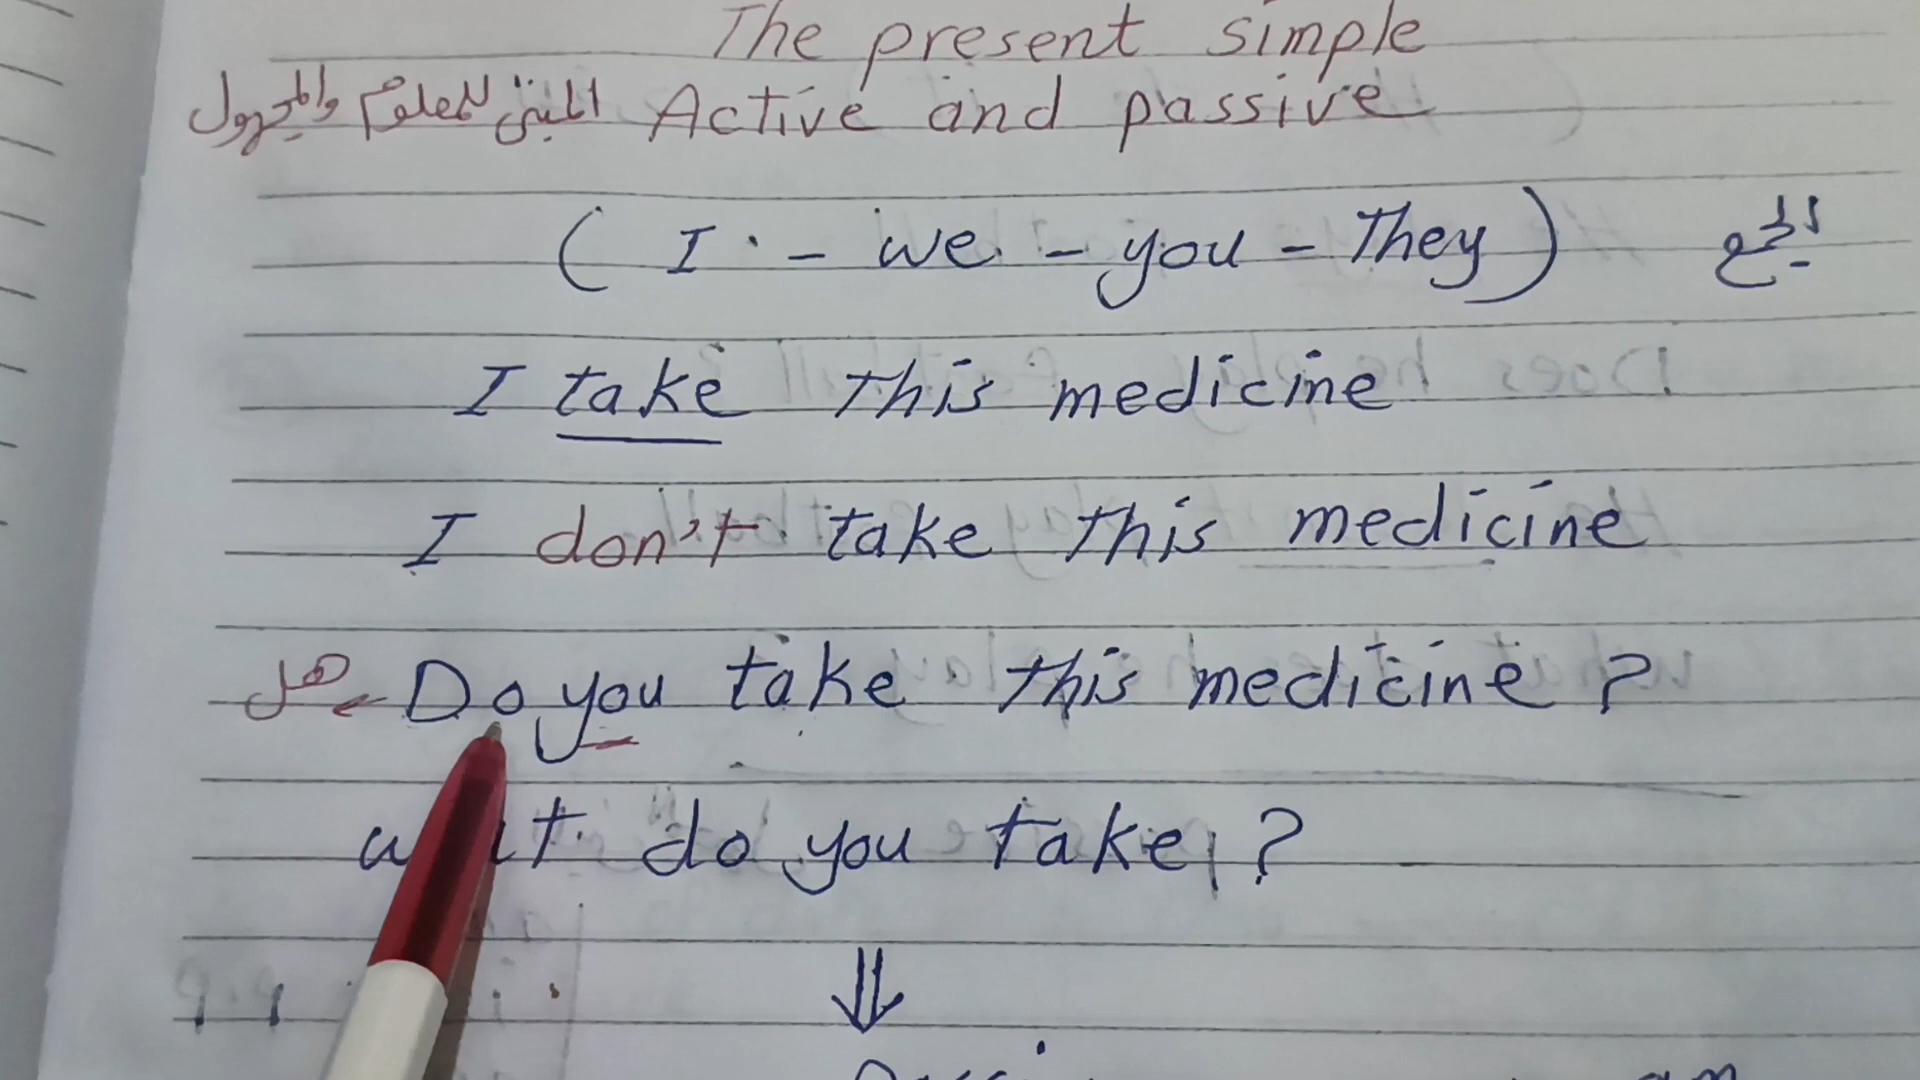 The present simple
Active and passive المبني للمعلوم والمجهول
( I - we - you - They ) الجمع
I take this medicine
I don't take this medicine
هل Do you take this medicine ?
do you take ?